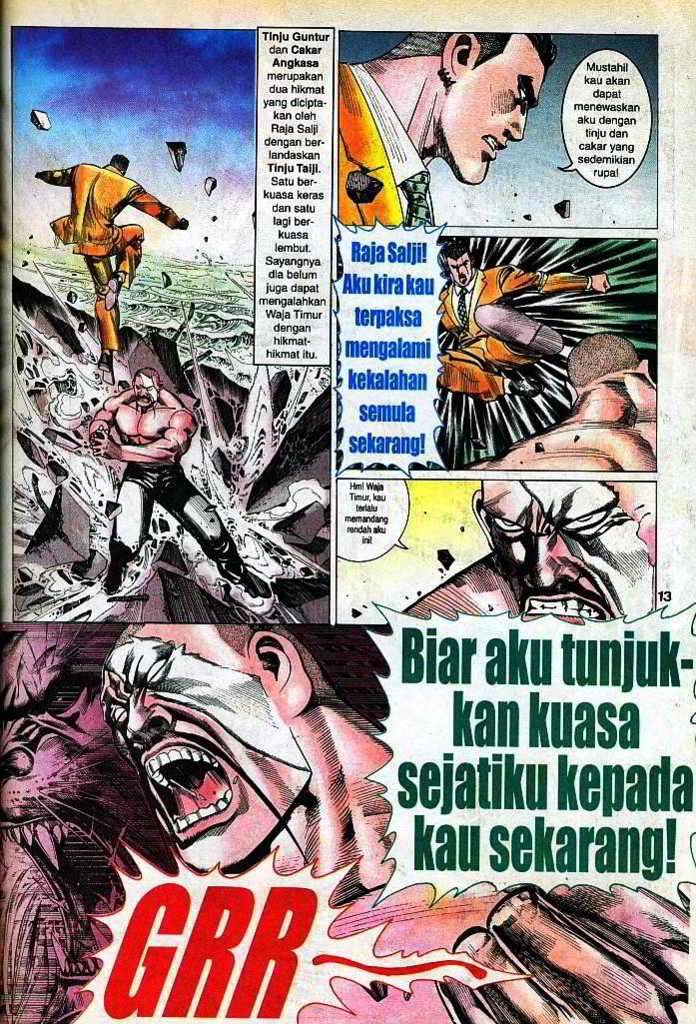 Tinju Guntur
dan Cakar
Angkasa
merupakan
dua hikmat
yang dicipta-
kan oleh
Raja Salji
dengan ber-
landaskan
Tinju Taiji.
Satu ber-
kuasa keras
dan satu
lagi ber-
kuasa
lembut.
Sayangnya
dia belum
juga dapat
mengalahkan
Waja Timur
dengan
hikmat-
hikmat itu.
Mustahil
kau akan
dapat
menewaskan
aku dengan
tinju dan
cakar yang
sedemikian
rupa!
Raja Salji!
Aku kira kau
terpaksa
mengalami
kekalahan
semula
sekarang!
Hm! Waja
Timur, kau
terlalu
memandang
rendah aku
ini!
13
Biar aku tunjuk-
kan kuasa
sejatiku kepada
kau sekarang!
GRR